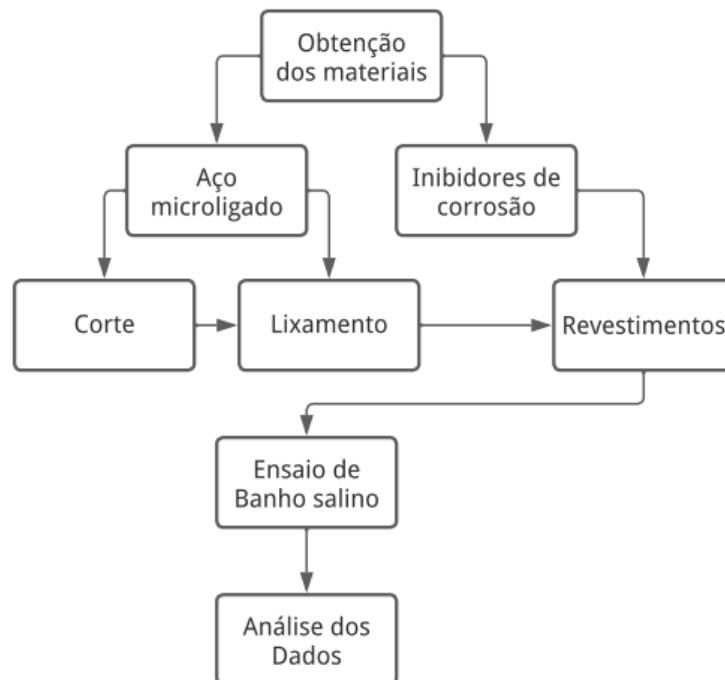 Obtenção
dos materiais
Aço
microligado
Inibidores de
corrosão
Corte
Lixamento
Revestimentos
Ensaio de
Banho salino
Análise dos
Dados